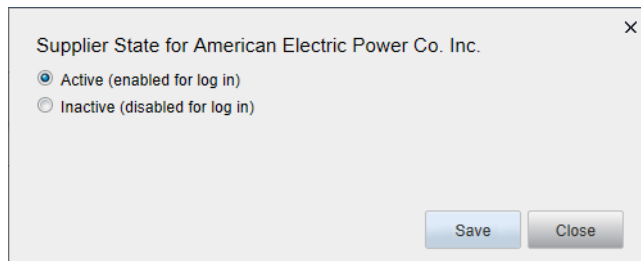 Supplier State for American Electric Power Co. Inc.
Active (enabled for log in)
Inactive (disabled for log in)
Save Close